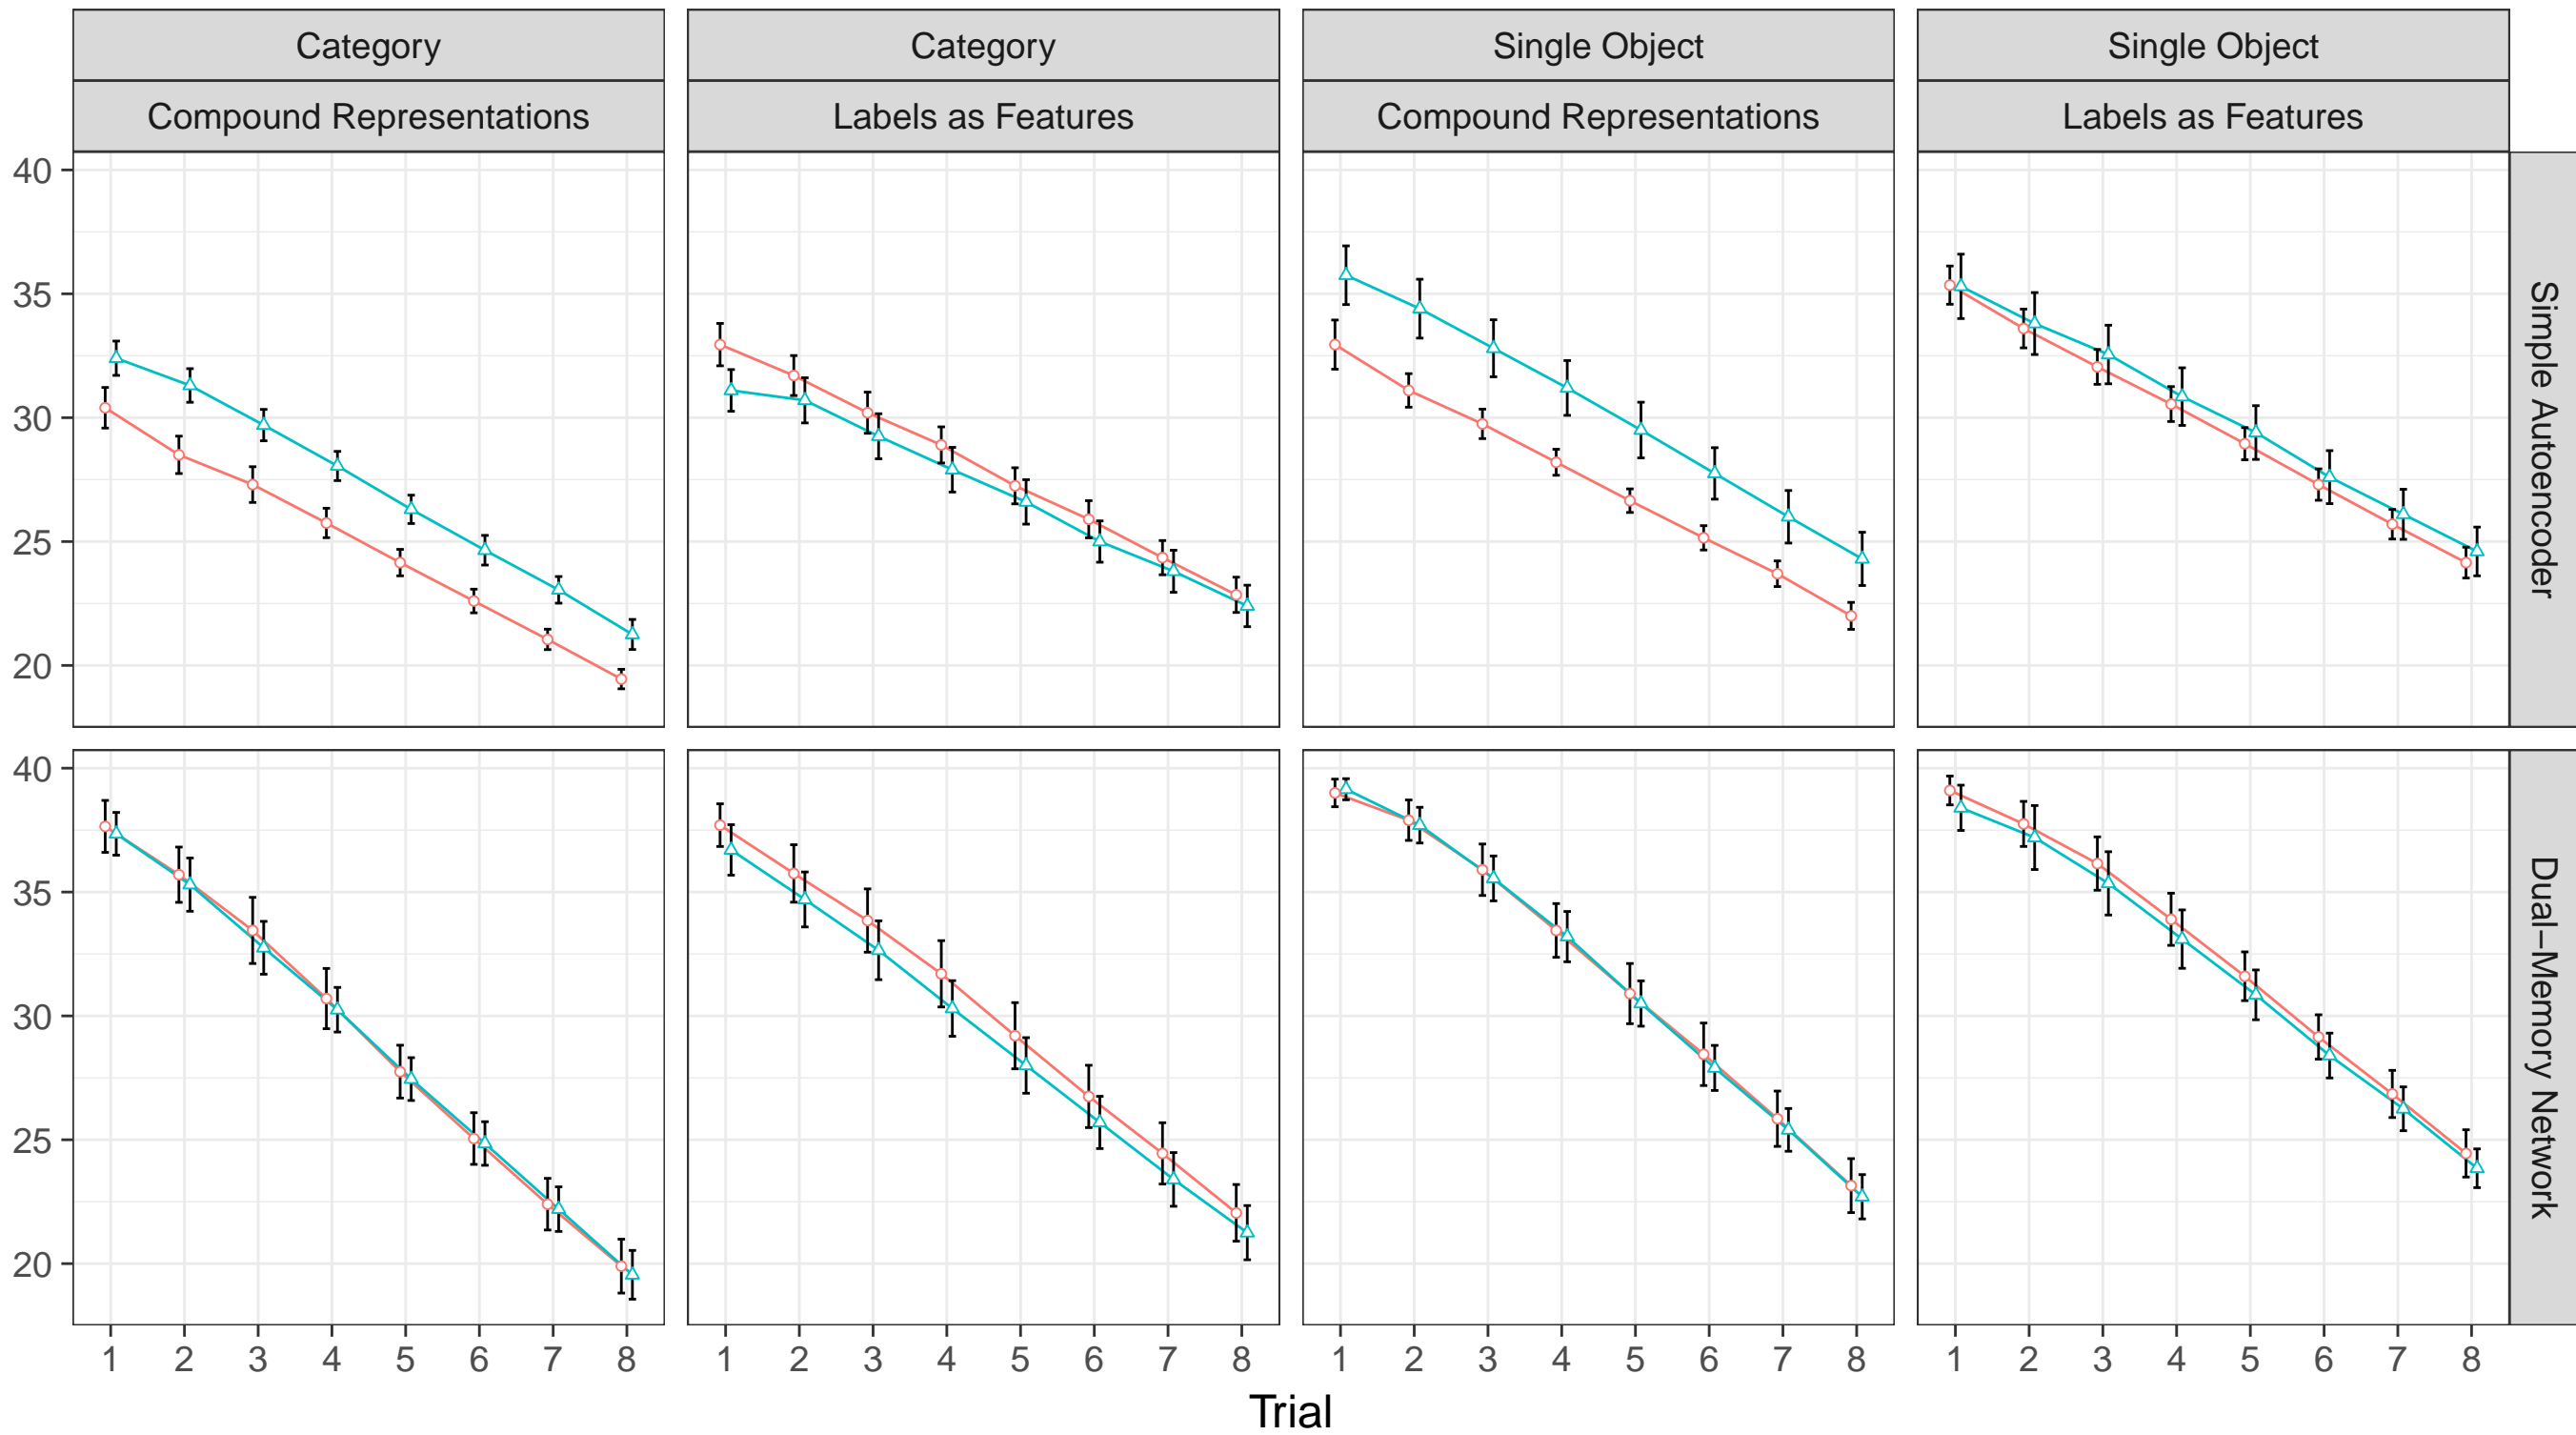 Category
Category
Single Object
Single Object
Compound Representations
Labels as Features
Compound Representations
Labels as Features
40
35
30
25
20
Simple Autoencoder
40
35
30
25
20
Dual−Memory Network
1 2 3 4 5 6 7 8
1 2 3 4 5 6 7 8
1 2 3 4 5 6 7 8
1 2 3 4 5 6 7 8
Trial